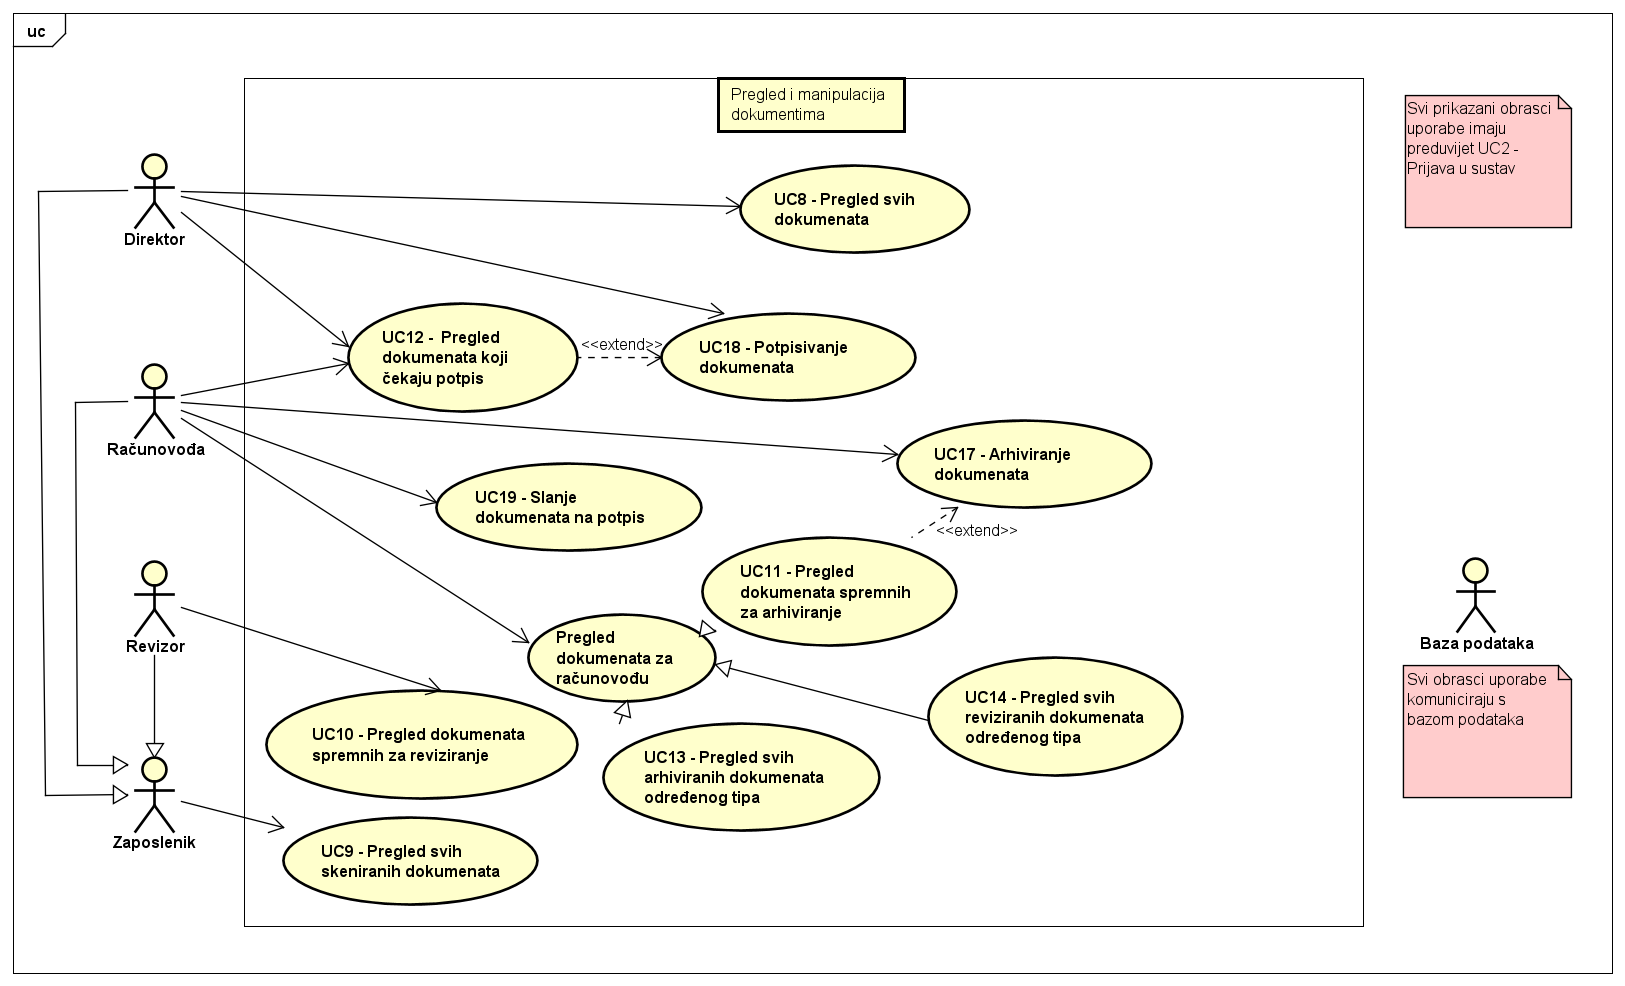 uc
Pregled i manipulacija
dokumentima
Svi prikazani obrasci
uporabe imaju
preduvijet UC2 -
Prijava u sustav
Direktor
UC8 - Pregled svih
dokumenata
UC12 -  Pregled
dokumenata koji
čekaju potpis
<<extend>>
UC18 - Potpisivanje
dokumenata
Računovođa
UC17 - Arhiviranje
dokumenata
UC19 - Slanje
dokumenata na potpis
<<extend>>
UC11 - Pregled
dokumenata spremnih
za arhiviranje
Revizor
Pregled
dokumenata za
računovođu
Baza podataka
Svi obrasci uporabe
komuniciraju s
bazom podataka
UC14 - Pregled svih
reviziranih dokumenata
određenog tipa
UC10 - Pregled dokumenata
spremnih za reviziranje
UC13 - Pregled svih
arhiviranih dokumenata
određenog tipa
Zaposlenik
UC9 - Pregled svih
skeniranih dokumenata